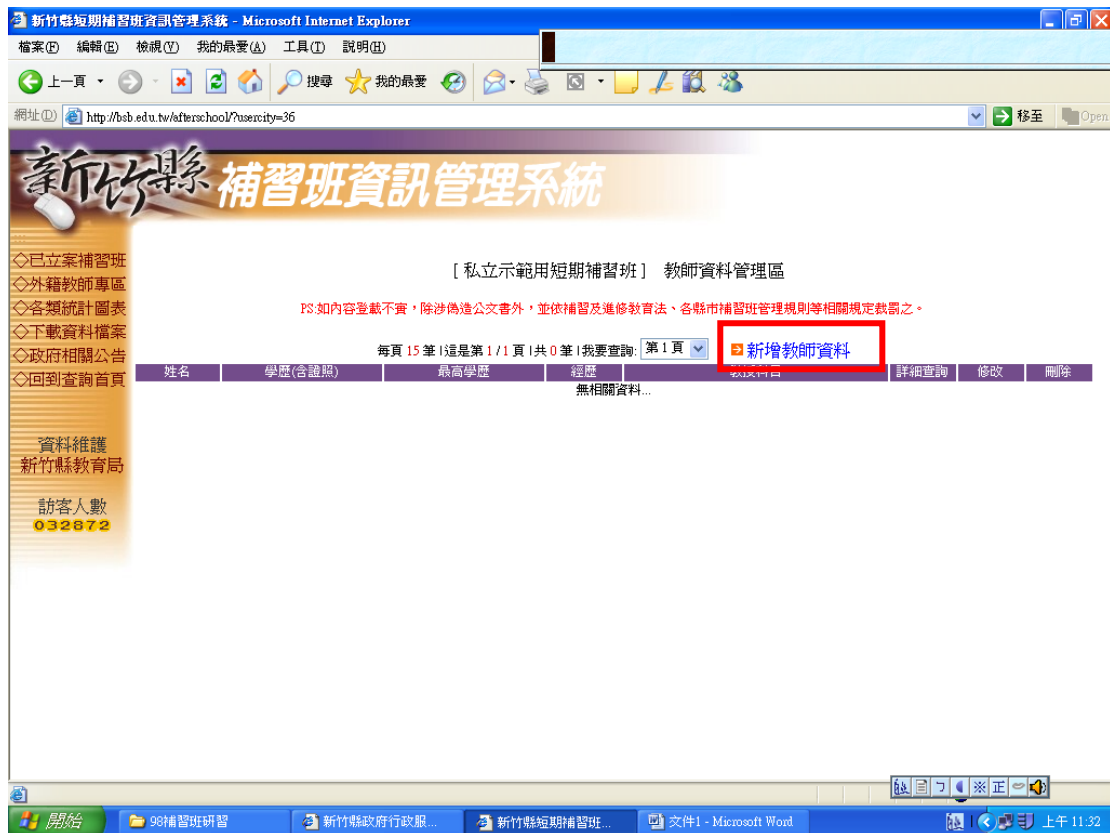 新竹縣短期補習班資訊管理系統 - Microsoft Internet Explorer
檔案(F) 編輯(E) 檢視(V) 我的最愛(A) 工具(T) 說明(H)
上一頁 搜尋 我的最愛
網址(D) http://bsb.edu.tw/afterschool/?usercity=36 移至 Open
新竹縣 補習班資訊管理系統
◇已立案補習班
◇外籍教師專區
◇各類統計圖表
◇下載資料檔案
◇政府相關公告
◇回到查詢首頁
資料維護
新竹縣教育局
訪客人數
032872
[ 私立示範用短期補習班 ] 教師資料管理區
PS:如內容登載不實,除涉偽造公文書外,並依補習及進修教育法、各縣市補習班管理規則等相關規定裁罰之。
每頁 15 筆 | 這是第 1 / 1 頁 | 共 0 筆 | 我要查詢: 第 1 頁 新增教師資料
姓名 學歷(含證照) 最高學歷 經歷 教授科目 詳細查詢 修改 刪除
無相關資料...
開始 98補習班研習 新竹縣政府行政服... 新竹縣短期補習班... 文件1 - Microsoft Word 上午 11:32